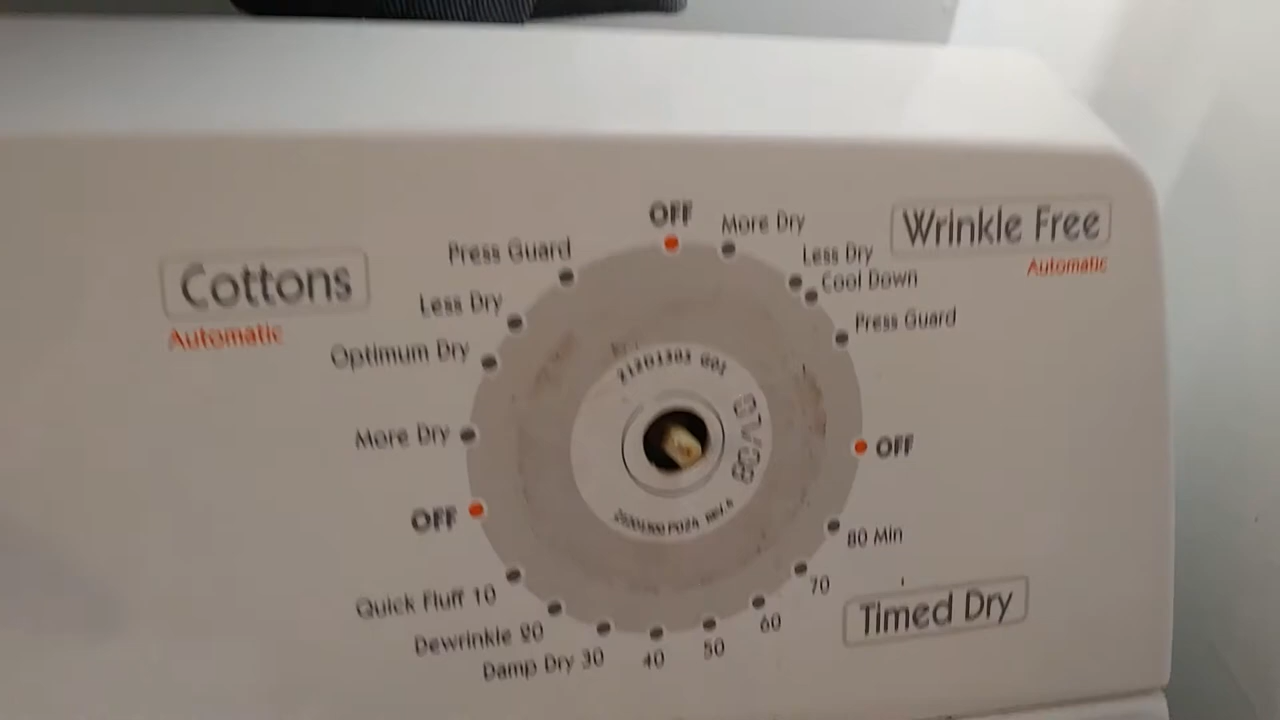 OFF
More Dry
Less Dry
Cool Down
Press Guard
Wrinkle Free
Automatic
Press Guard
Less Dry
Optimum Dry
More Dry
Cottons
Automatic
OFF
OFF
80 Min
70
60
50
40
Damp Dry 30
Dewrinkle 20
Quick Fluff 10
Timed Dry
07/08